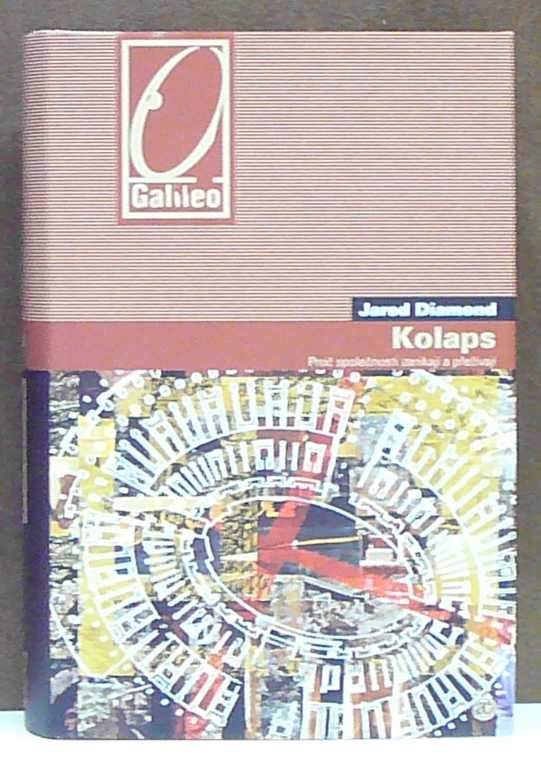 Galileo
Jared Diamond
Kolaps
Proč společnosti zanikají a přežívají